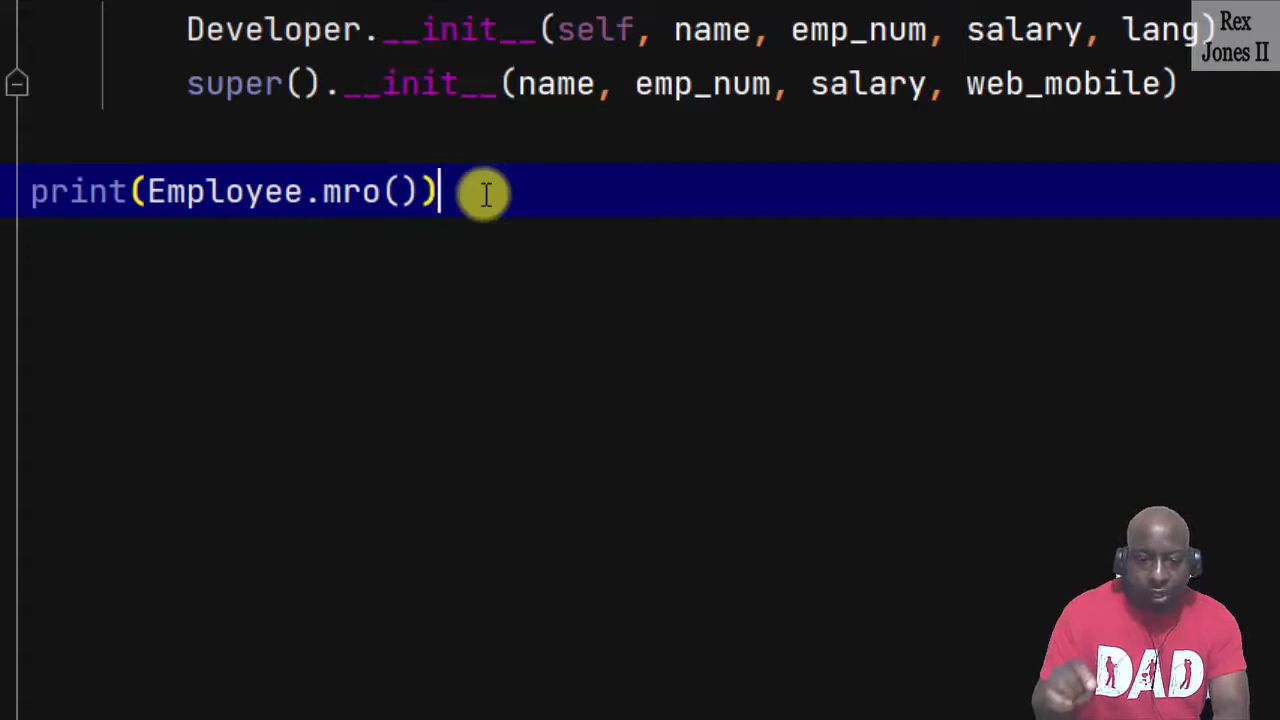 Developer.__init__(self, name, emp_num, salary, lang)
super().__init__(name, emp_num, salary, web_mobile)
print(Employee.mro())
Rex
Jones II
DAD